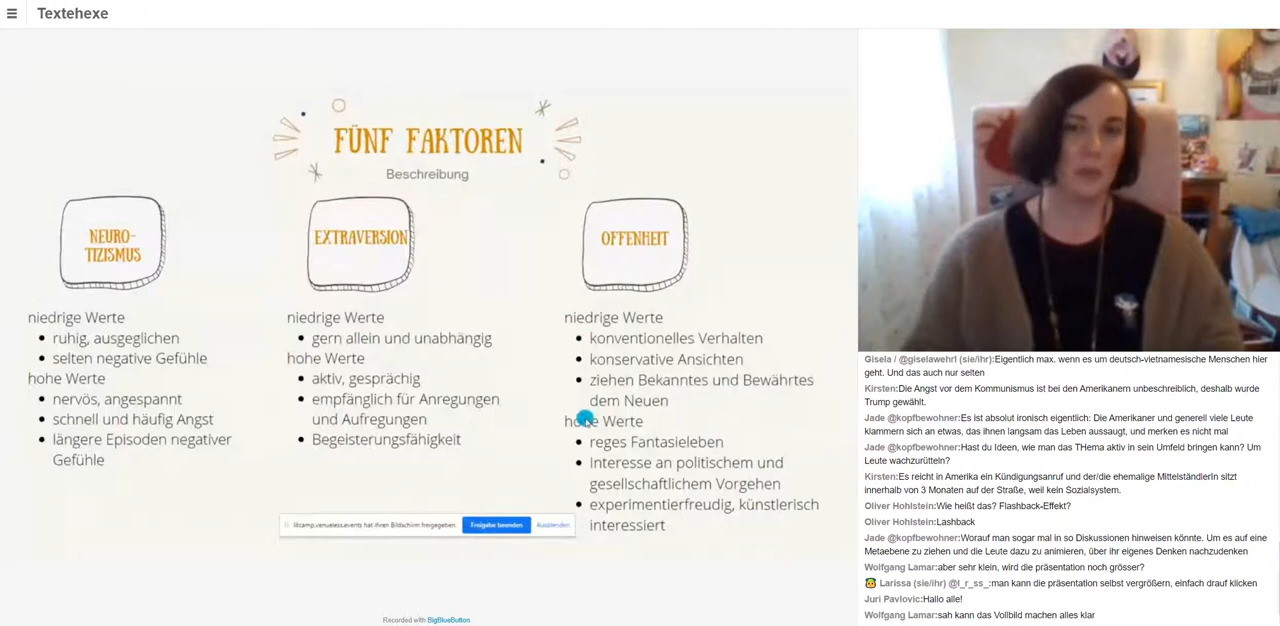 Textehexe
FÜNF FAKTOREN
Beschreibung
NEURO-
TIZISMUS
niedrige Werte
ruhig, ausgeglichen
selten negative Gefühle
hohe Werte
nervös, angespannt
schnell und häufig Angst
längere Episoden negativer
Gefühle
EXTRAVERSION
niedrige Werte
gern allein und unabhängig
hohe Werte
aktiv, gesprächig
empfänglich für Anregungen
und Aufregungen
Begeisterungsfähigkeit
OFFENHEIT
niedrige Werte
konventionelles Verhalten
konservative Ansichten
ziehen Bekanntes und Bewährtes
dem Neuen
hohe Werte
reges Fantasieleben
Interesse an politischem und
gesellschaftlichem Vorgehen
experimentierfreudig, künstlerisch
interessiert
litcamp.venueless.events hat Ihren Bildschirm freigegeben.
Freigabe beenden
Ausblenden
Recorded with BigBlueButton.
Gisela / @giselawehrl (sie/ihr):Eigentlich max. wenn es um deutsch-vietnamesische Menschen hier
geht. Und das auch nur selten
Kirsten:Die Angst vor dem Kommunismus ist bei den Amerikanern unbeschreiblich, deshalb wurde
Trump gewählt.
Jade @kopfbewohner:Es ist absolut ironisch eigentlich: Die Amerikaner und generell viele Leute
klammern sich an etwas, das ihnen langsam das Leben aussaugt, und merken es nicht mal
Jade @kopfbewohner:Hast du Ideen, wie man das THema aktiv in sein Umfeld bringen kann? Um
Leute wachzurütteln?
Kirsten:Es reicht in Amerika ein Kündigungsanruf und der/die ehemalige MittelständlerIn sitzt
innerhalb von 3 Monaten auf der Straße, weil kein Sozialsystem.
Oliver Hohlstein:Wie heißt das? Flashback-Effekt?
Oliver Hohlstein:Lashback
Jade @kopfbewohner:Worauf man sogar mal in so Diskussionen hinweisen könnte. Um es auf eine
Metaebene zu ziehen und die Leute dazu zu animieren, über ihr eigenes Denken nachzudenken
Wolfgang Lamar:aber sehr klein, wird die präsentation noch grösser?
Larissa (sie/ihr) @l_r_ss_:man kann die präsentation selbst vergrößern, einfach drauf klicken
Juri Pavlovic:Hallo alle!
Wolfgang Lamar:sah kann das Vollbild machen alles klar